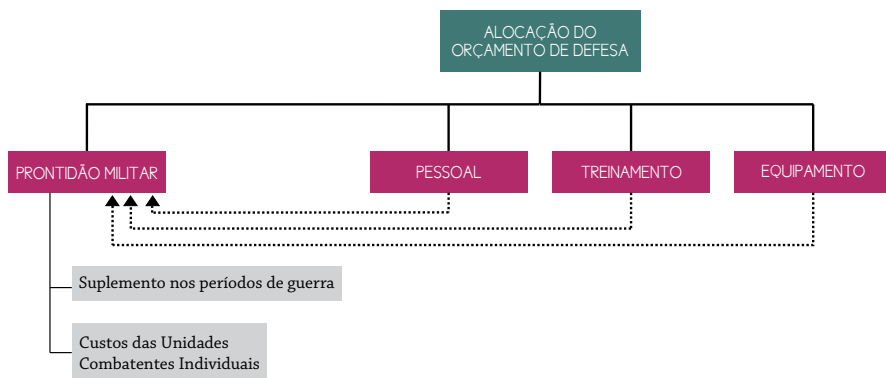 ALOCAÇÃO DO
ORÇAMENTO DE DEFESA
PRONTIDÃO MILITAR
PESSOAL
TREINAMENTO
EQUIPAMENTO
Suplemento nos períodos de guerra
Custos das Unidades
Combatentes Individuais